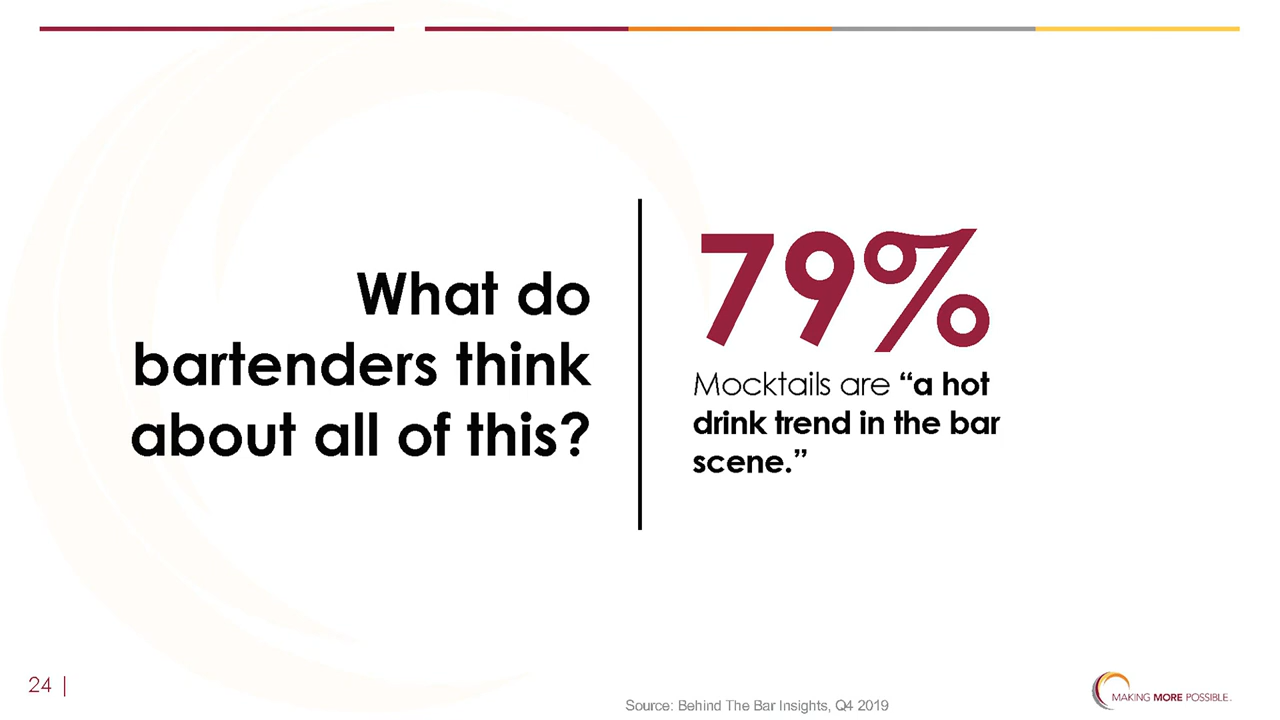 What do
bartenders think
about all of this?
79%
Mocktails are “a hot
drink trend in the bar
scene.”
24 |
Source: Behind The Bar Insights, Q4 2019
MAKING MORE POSSIBLE.